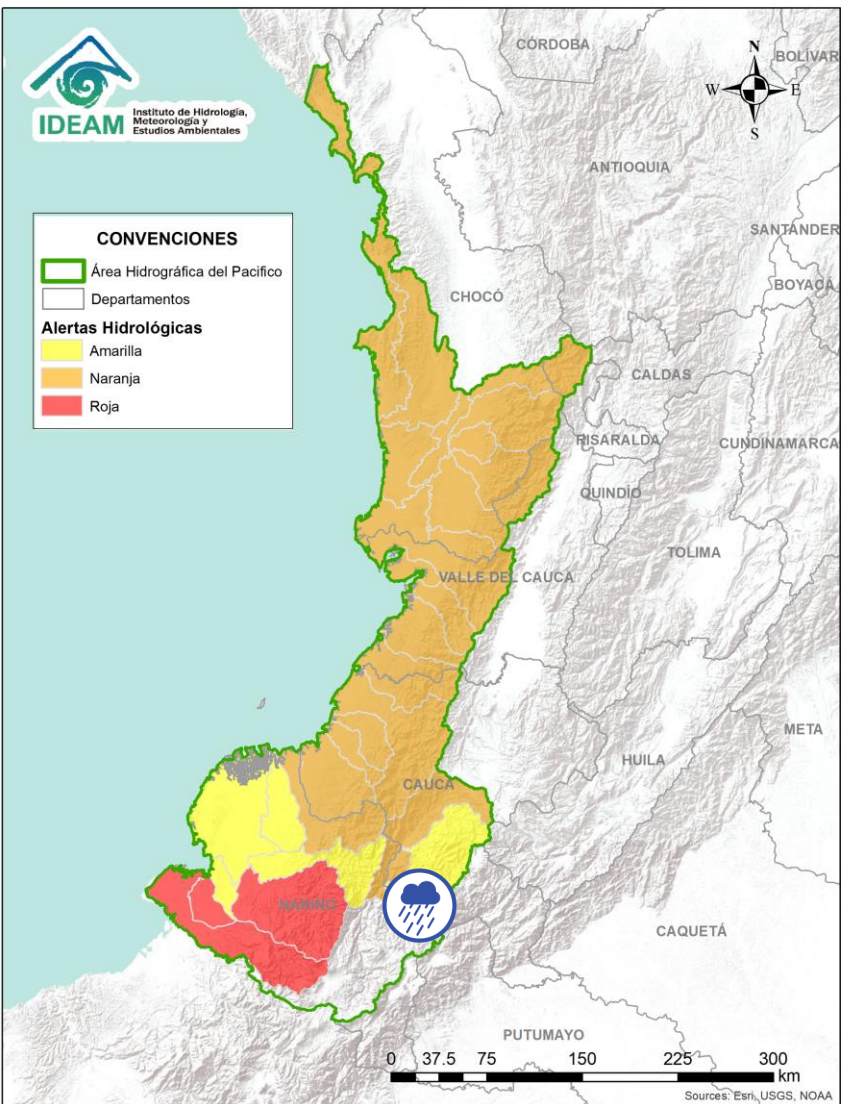 IDEAM
Instituto de Hidrología,
Meteorología y
Estudios Ambientales
CONVENCIONES
Área Hidrográfica del Pacifico
Departamentos
Alertas Hidrológicas
Amarilla
Naranja
Roja
N
W
E
S
CÓRDOBA
BOLÍVAR
ANTIOQUIA
SANTANDER
BOYACÁ
CHOCÓ
CALDAS
RISARALDA
CUNDINAMARCA
QUINDÍO
TOLIMA
VALLE DEL CAUCA
META
HUILA
CAUCA
NARIÑO
CAQUETÁ
PUTUMAYO
0 37.5 75 150 225 300
km
Sources: Esri, USGS, NOAA